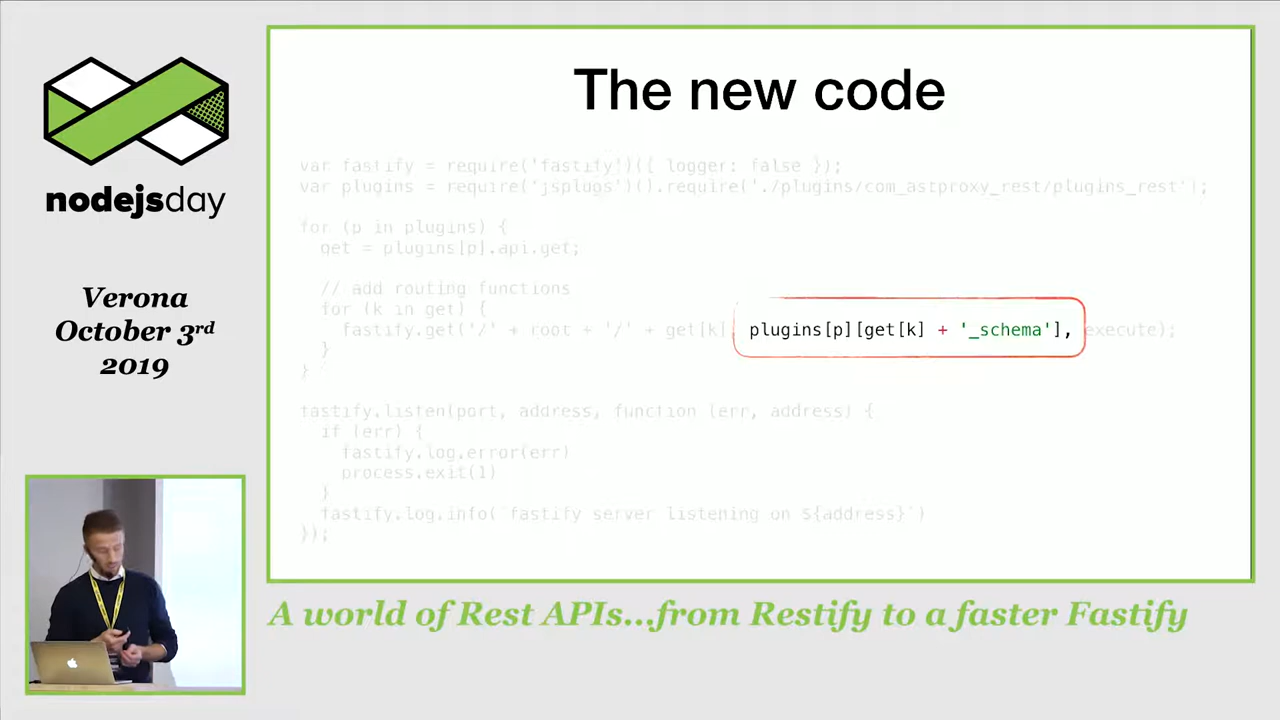 nodejsday
Verona
October 3rd
2019
The new code
var fastify = require('fastify')({ logger: false });
var plugins = require('jsplugs')().require('./plugins/com_astproxy_rest/plugins_rest');
for (p in plugins) {
get = plugins[p].api.get;
// add routing functions
for (k in get) {
fastify.get('/' + root + '/' + get[k] plugins[p][get[k] + '_schema'], execute);
}
}
fastify.listen(port, address, function (err, address) {
if (err) {
fastify.log.error(err)
process.exit(1)
}
fastify.log.info(`fastify server listening on ${address}`)
});
A world of Rest APIs...from Restify to a faster Fastify